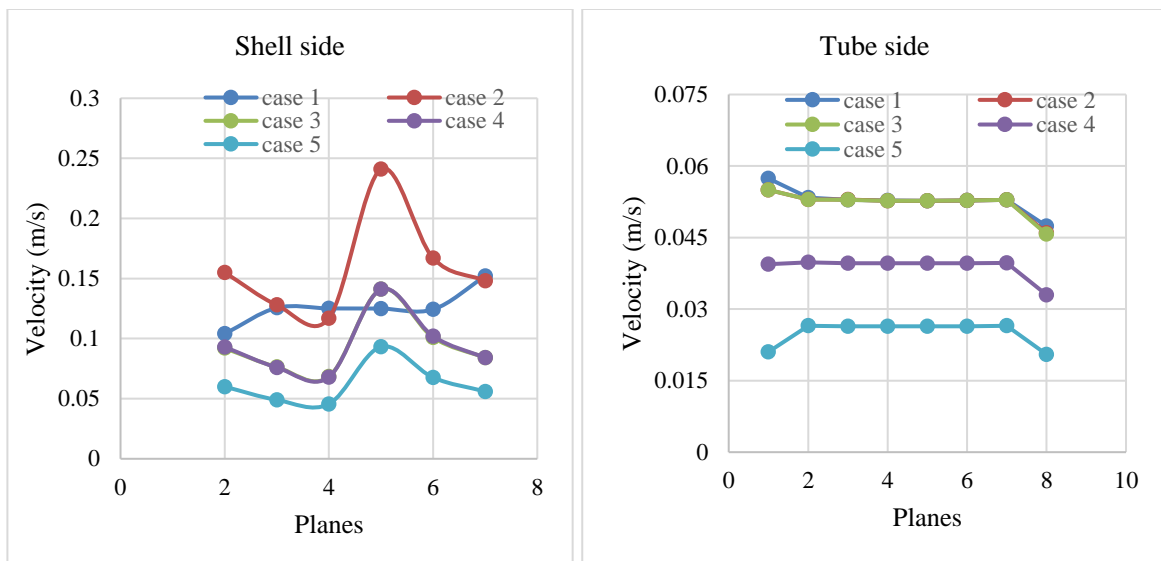 Shell side
case 1 case 2
case 3 case 4
case 5
0.3
0.25
0.2
0.15
0.1
0.05
0
Velocity (m/s)
0 2 4 6 8
Planes
Tube side
case 1 case 2
case 3 case 4
case 5
0.075
0.06
0.045
0.03
0.015
0
Velocity (m/s)
0 2 4 6 8 10
Planes